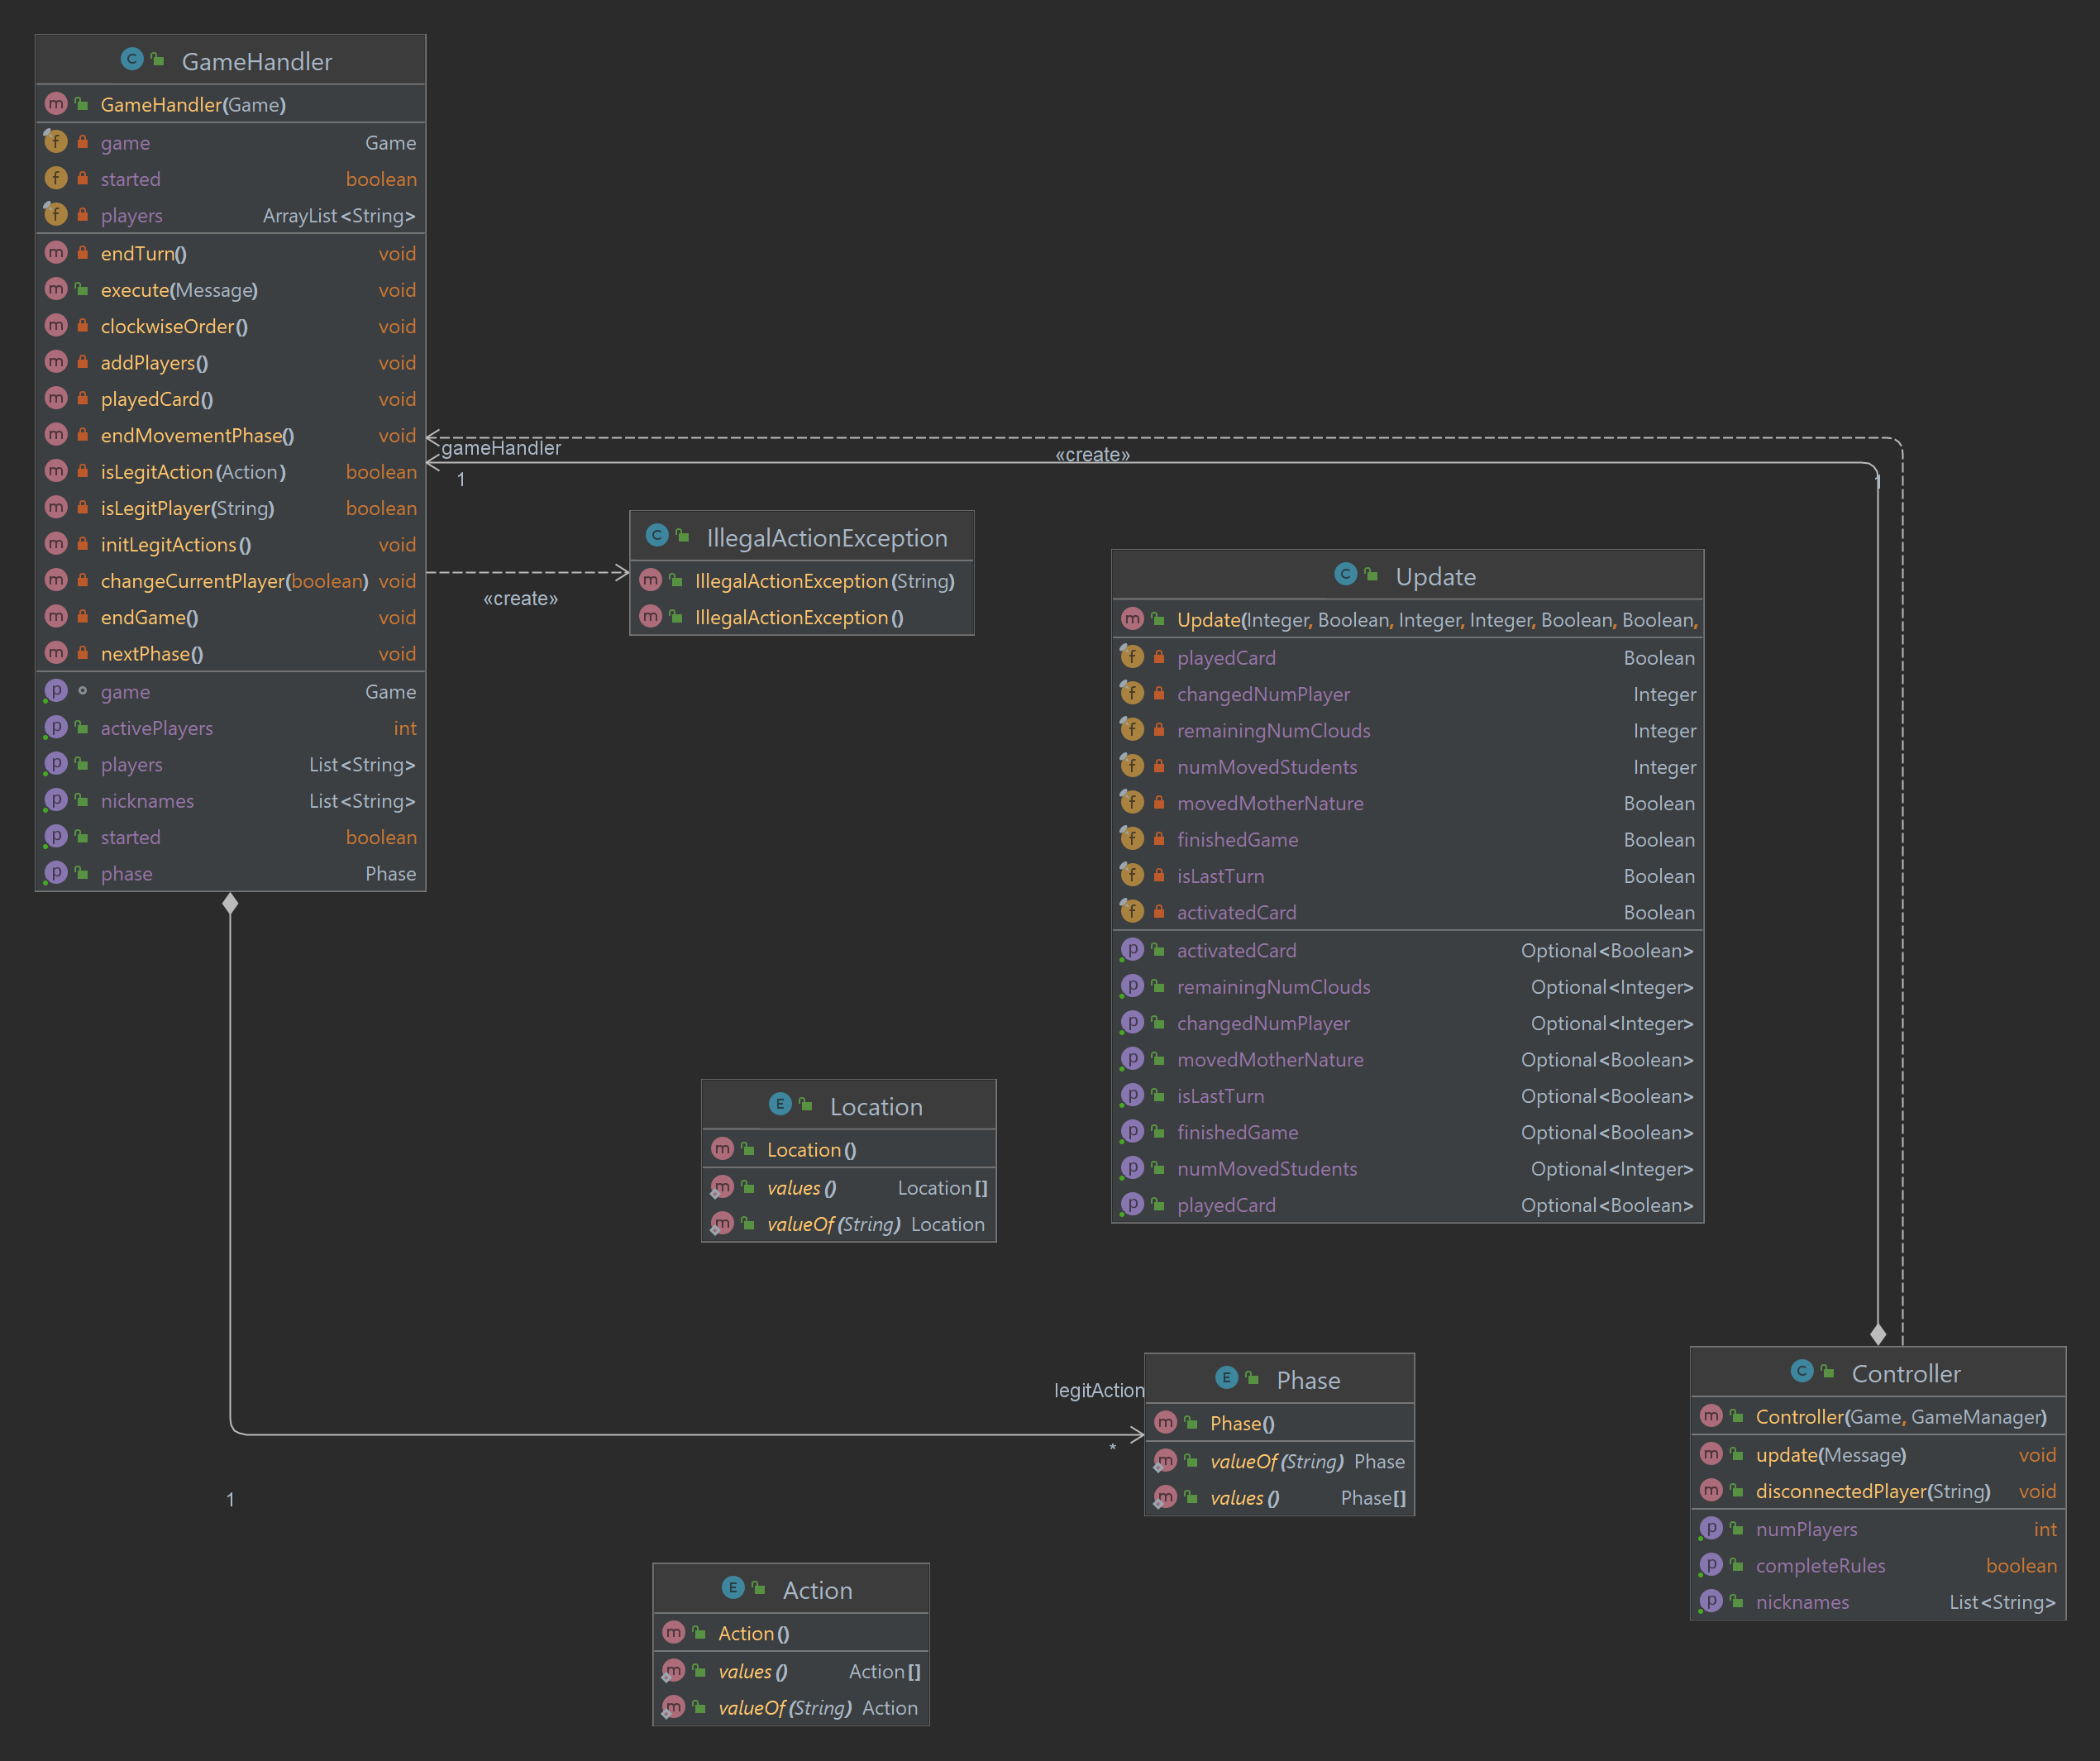 GameHandler
GameHandler(Game)
game Game
started boolean
players ArrayList<String>
endTurn() void
execute(Message) void
clockwiseOrder() void
addPlayers() void
playedCard() void
endMovementPhase() void
isLegitAction(Action) boolean
isLegitPlayer(String) boolean
initLegitActions() void
changeCurrentPlayer(boolean) void
endGame() void
nextPhase() void
game Game
activePlayers int
players List<String>
nicknames List<String>
started boolean
phase Phase
gameHandler
1
«create»
1
«create»
IllegalActionException
IllegalActionException(String)
IllegalActionException()
Update
Update(Integer, Boolean, Integer, Integer, Boolean, Boolean,
playedCard Boolean
changedNumPlayer Integer
remainingNumClouds Integer
numMovedStudents Integer
movedMotherNature Boolean
finishedGame Boolean
isLastTurn Boolean
activatedCard Boolean
activatedCard Optional<Boolean>
remainingNumClouds Optional<Integer>
changedNumPlayer Optional<Integer>
movedMotherNature Optional<Boolean>
isLastTurn Optional<Boolean>
finishedGame Optional<Boolean>
numMovedStudents Optional<Integer>
playedCard Optional<Boolean>
Location
Location()
values() Location[]
valueOf(String) Location
legitAction
*
1
Phase
Phase()
valueOf(String) Phase
values() Phase[]
Controller
Controller(Game, GameManager)
update(Message) void
disconnectedPlayer(String) void
numPlayers int
completeRules boolean
nicknames List<String>
Action
Action()
values() Action[]
valueOf(String) Action